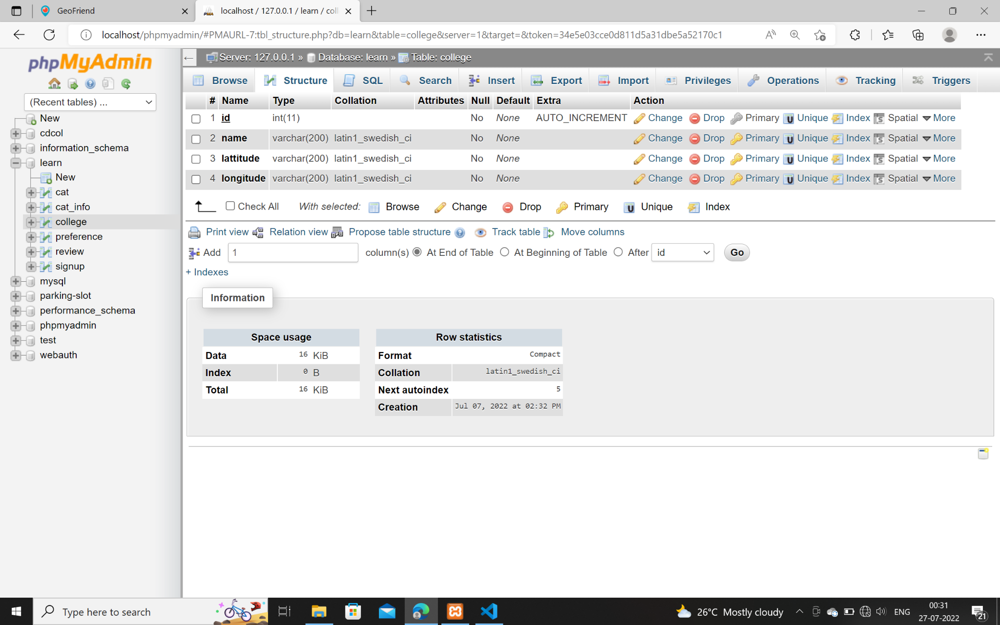 GeoFriend
localhost / 127.0.0.1 / learn / coll
localhost/phpmyadmin/#PMAURL-7:tbl_structure.php?db=learn&table=college&server=1&target=&token=34e5e03cce0d811d5a31dbe5a52170c1
phpMyAdmin
(Recent tables) ...
New
cdcol
information_schema
learn
New
cat
cat_info
college
preference
review
signup
mysql
parking-slot
performance_schema
phpmyadmin
test
webauth
Server: 127.0.0.1 » Database: learn » Table: college
Browse Structure SQL Search Insert Export Import Privileges Operations Tracking Triggers
# Name Type Collation Attributes Null Default Extra Action
1 id int(11) No None AUTO_INCREMENT Change Drop Primary Unique Index Spatial More
2 name varchar(200) latin1_swedish_ci No None Change Drop Primary Unique Index Spatial More
3 lattitude varchar(200) latin1_swedish_ci No None Change Drop Primary Unique Index Spatial More
4 longitude varchar(200) latin1_swedish_ci No None Change Drop Primary Unique Index Spatial More
Check All With selected: Browse Change Drop Primary Unique Index
Print view Relation view Propose table structure Track table Move columns
Add 1 column(s) At End of Table At Beginning of Table After id Go
+ Indexes
Information
Space usage
Data 16 KiB
Index 0 B
Total 16 KiB
Row statistics
Format Compact
Collation latin1_swedish_ci
Next autoindex 5
Creation Jul 07, 2022 at 02:32 PM
Type here to search
26°C Mostly cloudy
ENG
00:31
27-07-2022
21